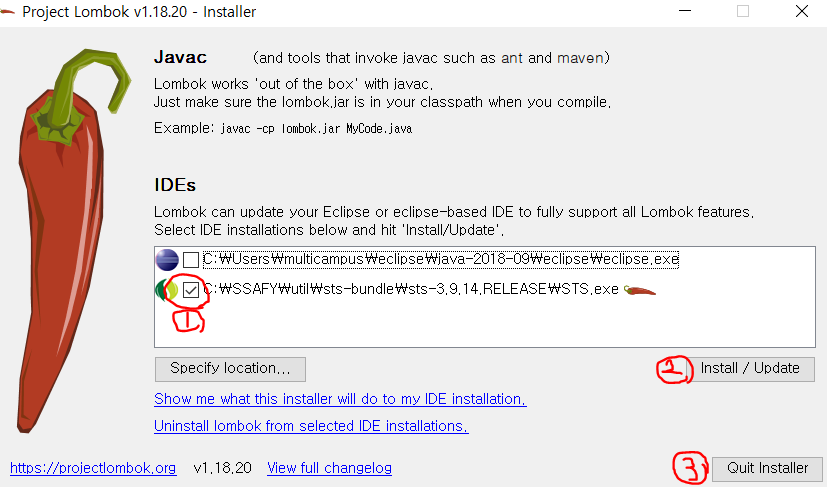 Project Lombok v1.18.20 - Installer
Javac (and tools that invoke javac such as ant and maven)
Lombok works 'out of the box' with javac.
Just make sure the lombok.jar is in your classpath when you compile.
Example: javac -cp lombok.jar MyCode.java
IDEs
Lombok can update your Eclipse or eclipse-based IDE to fully support all Lombok features.
Select IDE installations below and hit 'Install/Update'.
C:₩Users₩multicampus₩eclipse₩java-2018-09₩eclipse₩eclipse.exe
C:₩SSAFY₩util₩sts-bundle₩sts-3.9.14.RELEASE₩STS.exe
1
Specify location...
2 Install / Update
Show me what this installer will do to my IDE installation.
Uninstall lombok from selected IDE installations.
https://projectlombok.org v1.18.20 View full changelog
3 Quit Installer